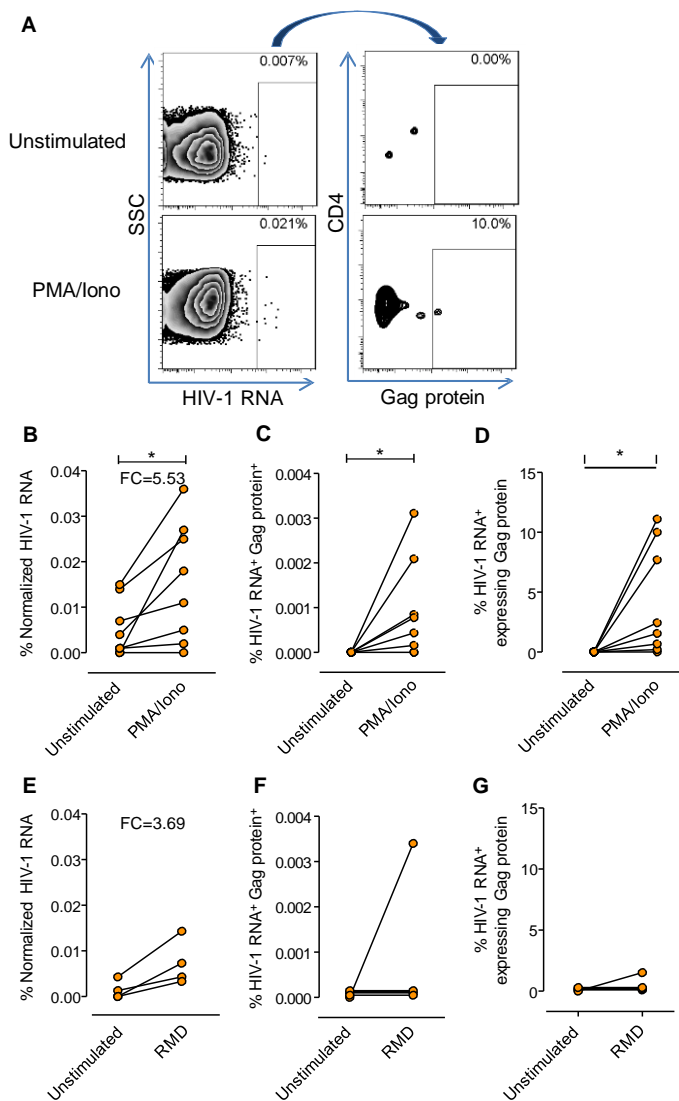 A
0.007%
0.00%
Unstimulated
SSC
CD4
0.021%
10.0%
PMA/Iono
HIV-1 RNA
Gag protein
B
*
FC=5.53
% Normalized HIV-1 RNA
0.04
0.03
0.02
0.01
0.00
Unstimulated
PMA/Iono
C
*
% HIV-1 RNA⁺ Gag protein⁺
0.004
0.003
0.002
0.001
0.000
Unstimulated
PMA/Iono
D
*
% HIV-1 RNA⁺
expressing Gag protein
15
10
5
0
Unstimulated
PMA/Iono
E
FC=3.69
% Normalized HIV-1 RNA
0.04
0.03
0.02
0.01
0.00
Unstimulated
RMD
F
% HIV-1 RNA⁺ Gag protein⁺
0.004
0.003
0.002
0.001
0.000
Unstimulated
RMD
G
% HIV-1 RNA⁺
expressing Gag protein
15
10
5
0
Unstimulated
RMD